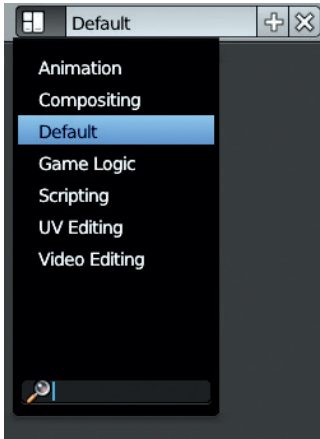 Default
Animation
Compositing
Default
Game Logic
Scripting
UV Editing
Video Editing